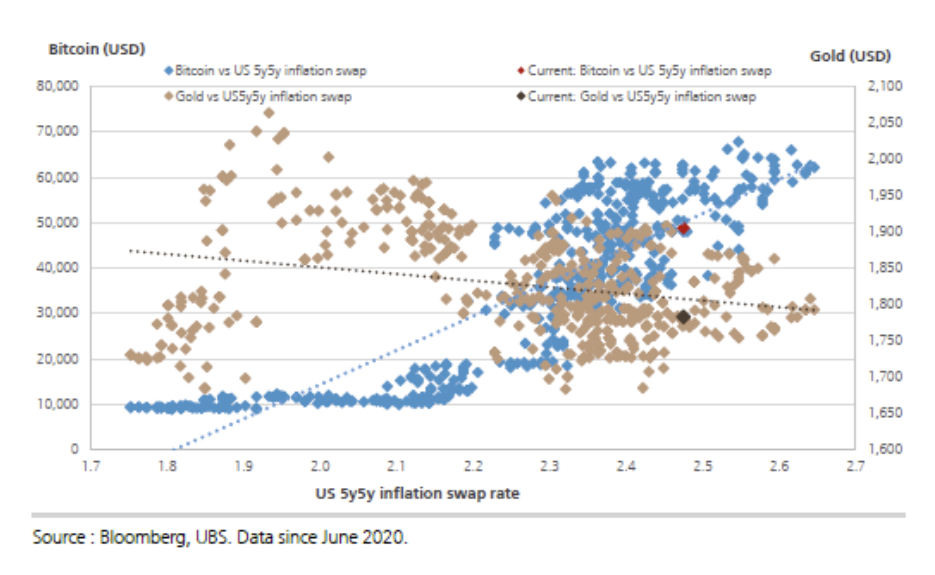 Bitcoin (USD)
Gold (USD)
Bitcoin vs US 5y5y inflation swap
Current: Bitcoin vs US 5y5y inflation swap
Gold vs US5y5y inflation swap
Current: Gold vs US5y5y inflation swap
80,000
70,000
60,000
50,000
40,000
30,000
20,000
10,000
0
2,100
2,050
2,000
1,950
1,900
1,850
1,800
1,750
1,700
1,650
1,600
1.7 1.8 1.9 2.0 2.1 2.2 2.3 2.4 2.5 2.6 2.7
US 5y5y inflation swap rate
Source : Bloomberg, UBS. Data since June 2020.